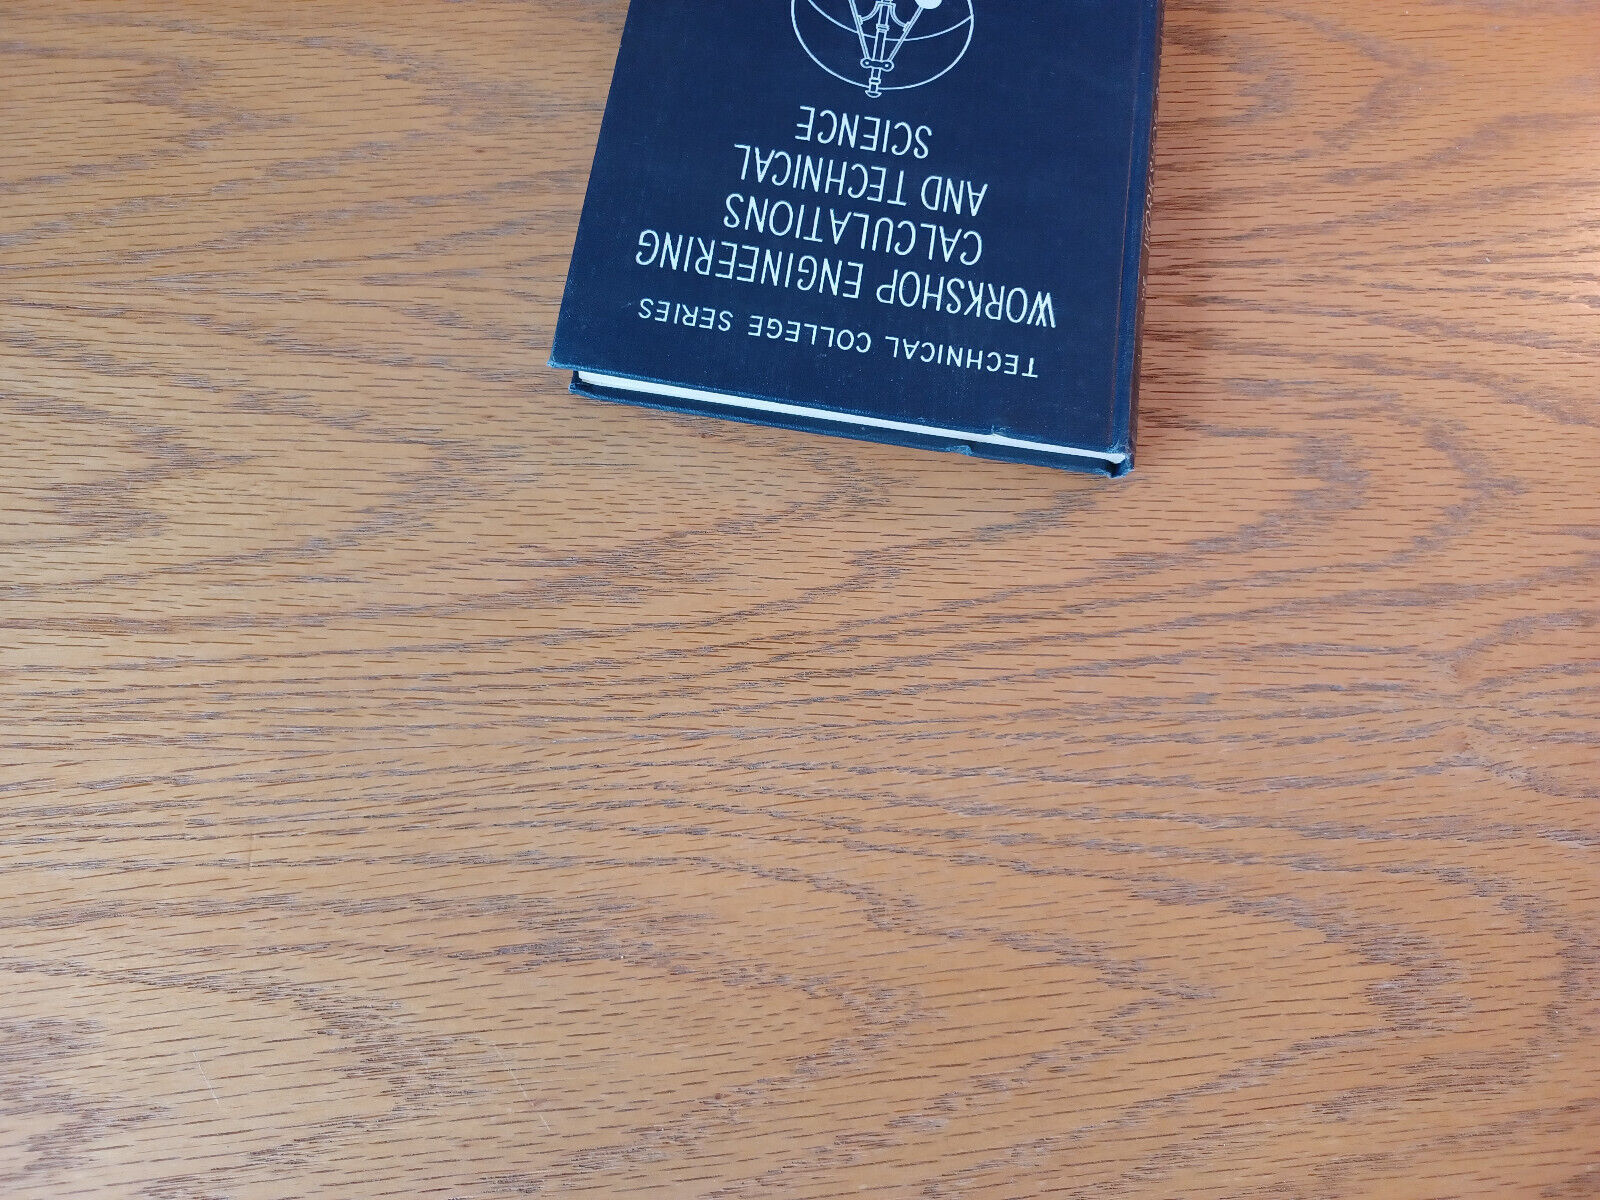 TECHNICAL COLLEGE SERIES
WORKSHOP ENGINEERING
CALCULATIONS
AND TECHNICAL
SCIENCE